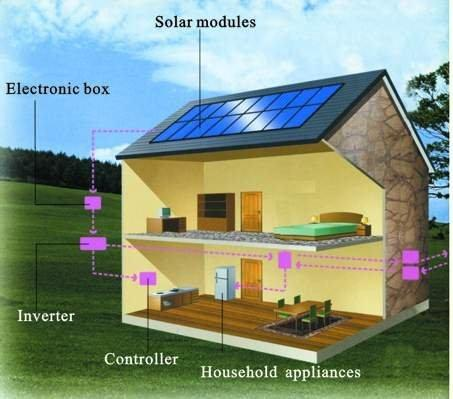 Solar modules
Electronic box
Inverter
Controller
Household appliances